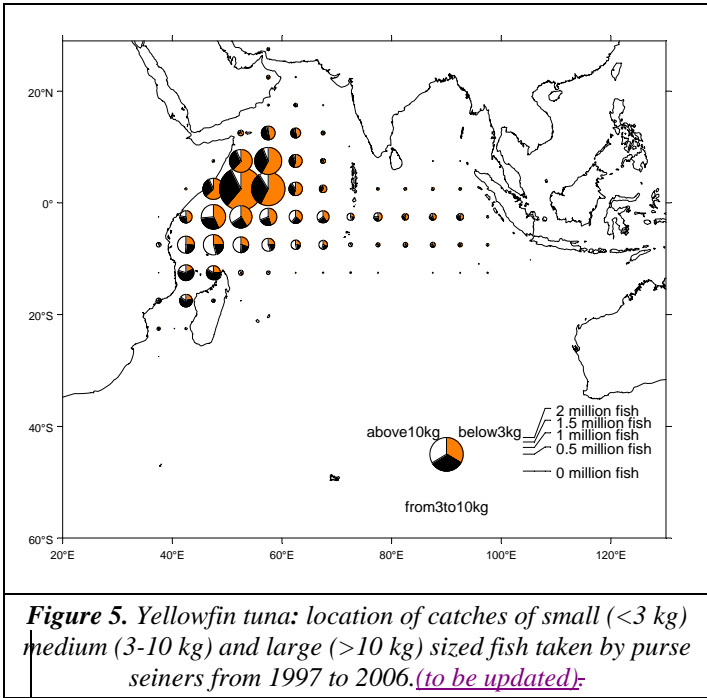 20°N
0°
20°S
40°S
60°S
20°E 40°E 60°E 80°E 100°E 120°E
above10kg below3kg
from3to10kg
2 million fish
1.5 million fish
1 million fish
0.5 million fish
0 million fish
Figure 5. Yellowfin tuna: location of catches of small (<3 kg)
medium (3-10 kg) and large (>10 kg) sized fish taken by purse
seiners from 1997 to 2006.(to be updated).